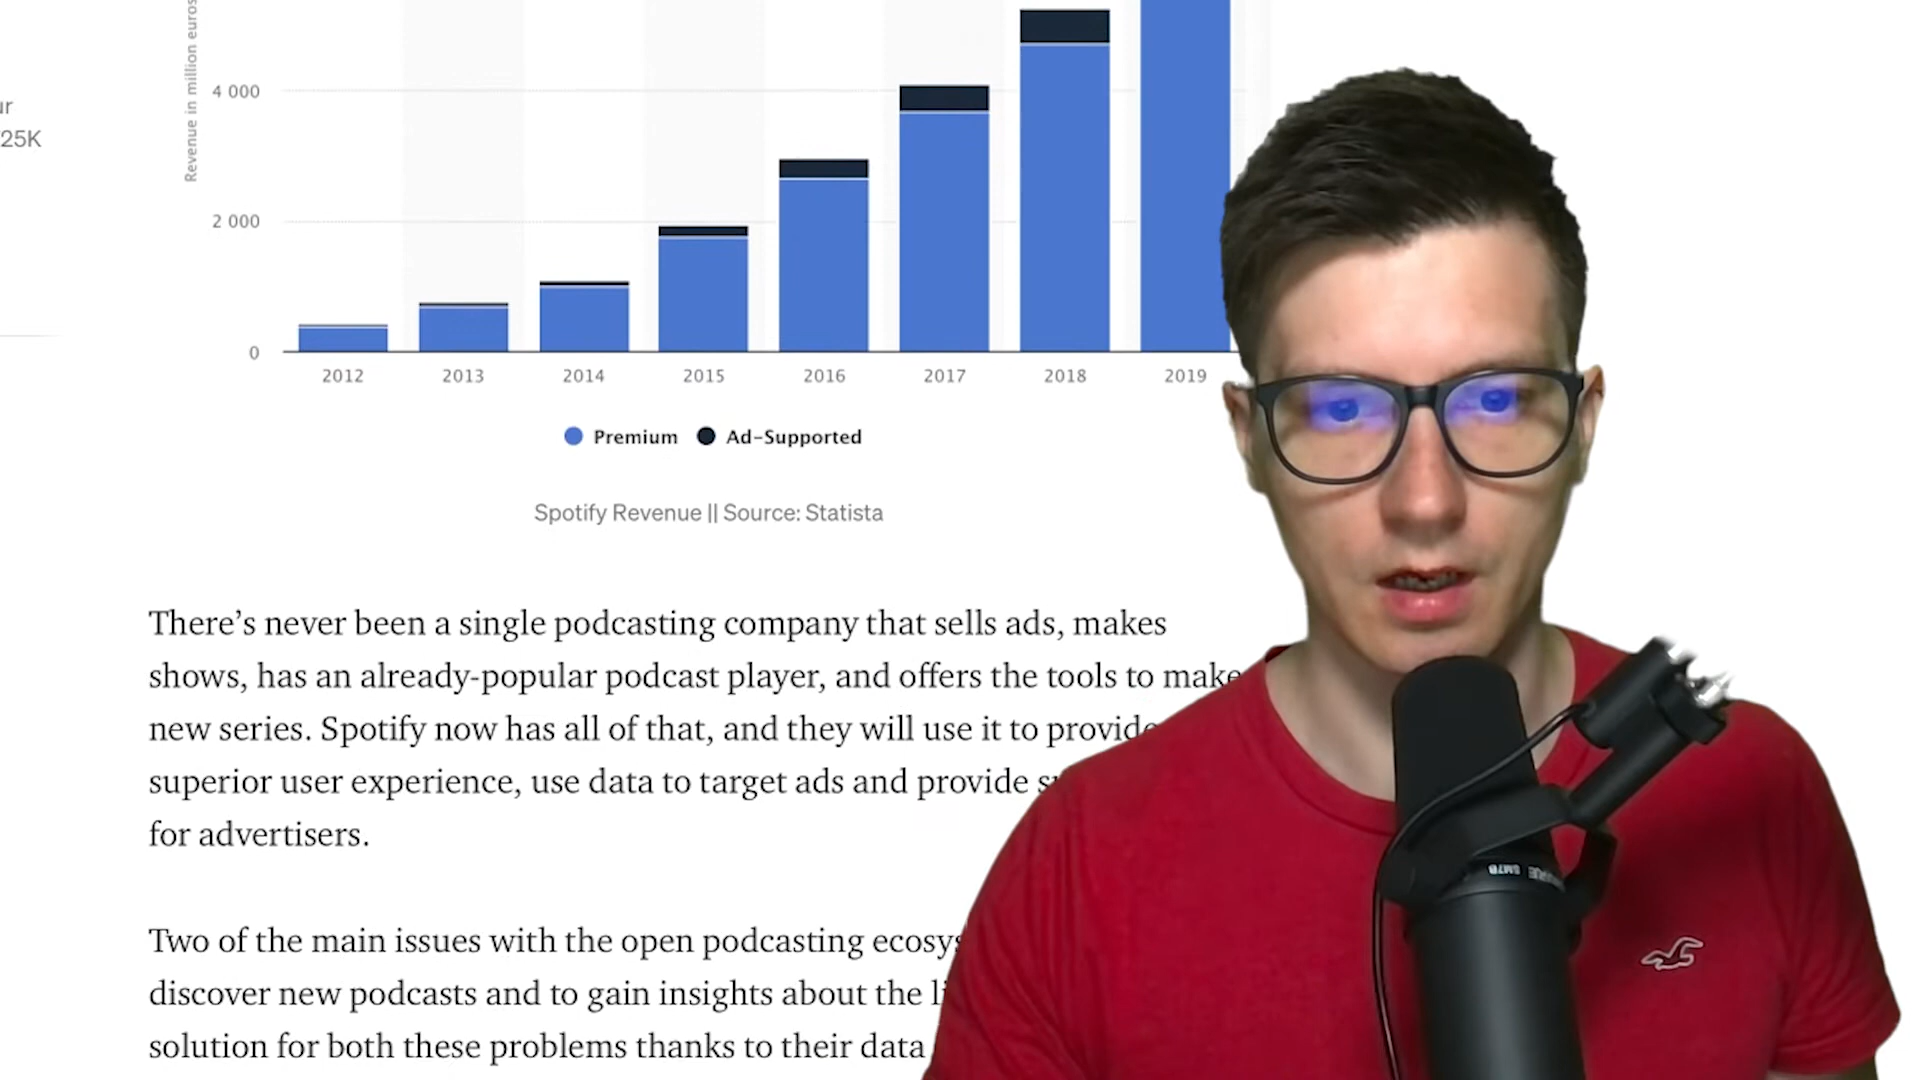 ur
25K
Revenue in million euros
4 000
2 000
0
2012 2013 2014 2015 2016 2017 2018 2019
Premium Ad-Supported
Spotify Revenue || Source: Statista
There’s never been a single podcasting company that sells ads, makes
shows, has an already-popular podcast player, and offers the tools to make
new series. Spotify now has all of that, and they will use it to provide
superior user experience, use data to target ads and provide
for advertisers.
Two of the main issues with the open podcasting
discover new podcasts and to gain insights about the
solution for both these problems thanks to their data
SM7B